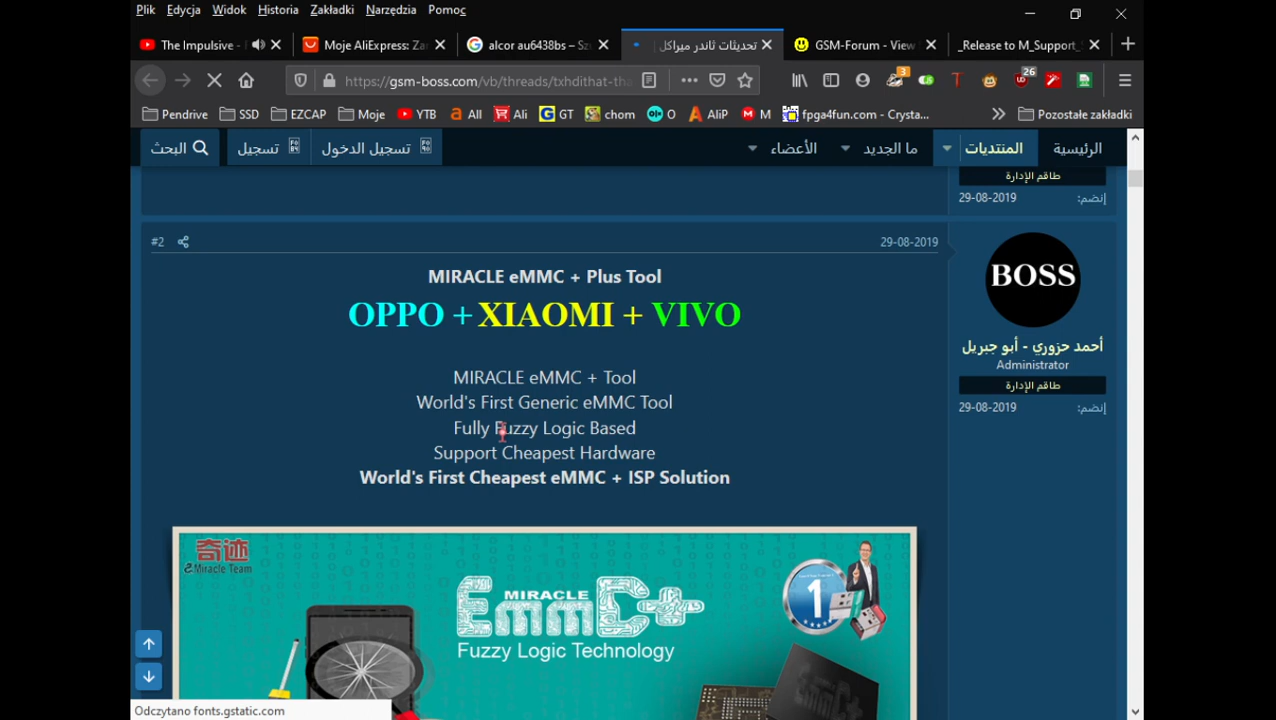 Plik Edycja Widok Historia Zakładki Narzędzia Pomoc
The Impulsive -
Moje AliExpress: Za
alcor au6438bs – Sz
تحديثات ثاندر ميراكل
GSM-Forum - View
_Release to M_Support_
https://gsm-boss.com/vb/threads/txhdithat-tha
3
26
Pendrive SSD EZCAP Moje YTB All Ali GT chom O AliP M fpga4fun.com - Crysta... Pozostałe zakładki
الرئيسية المنتديات ما الجديد الأعضاء تسجيل الدخول تسجيل البحث
طاقم الإدارة
إنضم: 29-08-2019
#2
29-08-2019
MIRACLE eMMC + Plus Tool
OPPO + XIAOMI + VIVO
MIRACLE eMMC + Tool
World's First Generic eMMC Tool
Fully Fuzzy Logic Based
Support Cheapest Hardware
World's First Cheapest eMMC + ISP Solution
BOSS
أحمد حزوري - أبو جبريل
Administrator
طاقم الإدارة
إنضم: 29-08-2019
奇迹
Miracle Team
MIRACLE
EmmC+
Fuzzy Logic Technology
1
Odczytano fonts.gstatic.com